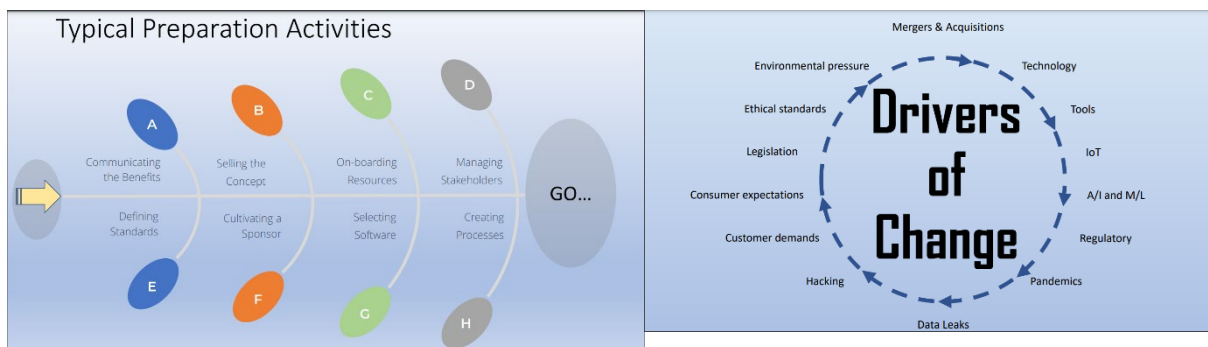 Typical Preparation Activities
A
B
C
D
Communicating
the Benefits
Selling the
Concept
On-boarding
Resources
Managing
Stakeholders
GO...
Defining
Standards
Cultivating a
Sponsor
Selecting
Software
Creating
Processes
E
F
G
H
Mergers & Acquisitions
Technology
Tools
IoT
A/I and M/L
Regulatory
Pandemics
Data Leaks
Hacking
Customer demands
Consumer expectations
Legislation
Ethical standards
Environmental pressure
Drivers
of
Change